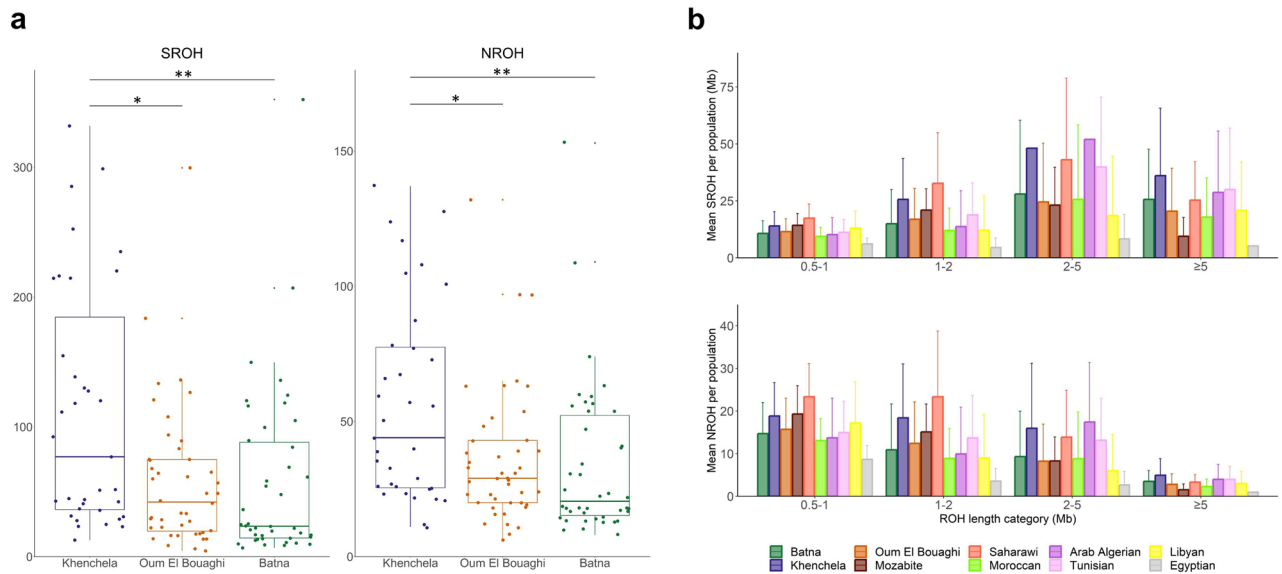 a
SROH
NROH
**
*
300
200
100
0
Khenchela Oum El Bouaghi Batna
**
*
150
100
50
0
Khenchela Oum El Bouaghi Batna
b
Mean SROH per population (Mb)
75
50
25
0
0.5-1 1-2 2-5 ≥5
Mean NROH per population
40
30
20
10
0
0.5-1 1-2 2-5 ≥5
ROH length category (Mb)
Batna Oum El Bouaghi Saharawi Arab Algerian Libyan
Khenchela Mozabite Moroccan Tunisian Egyptian